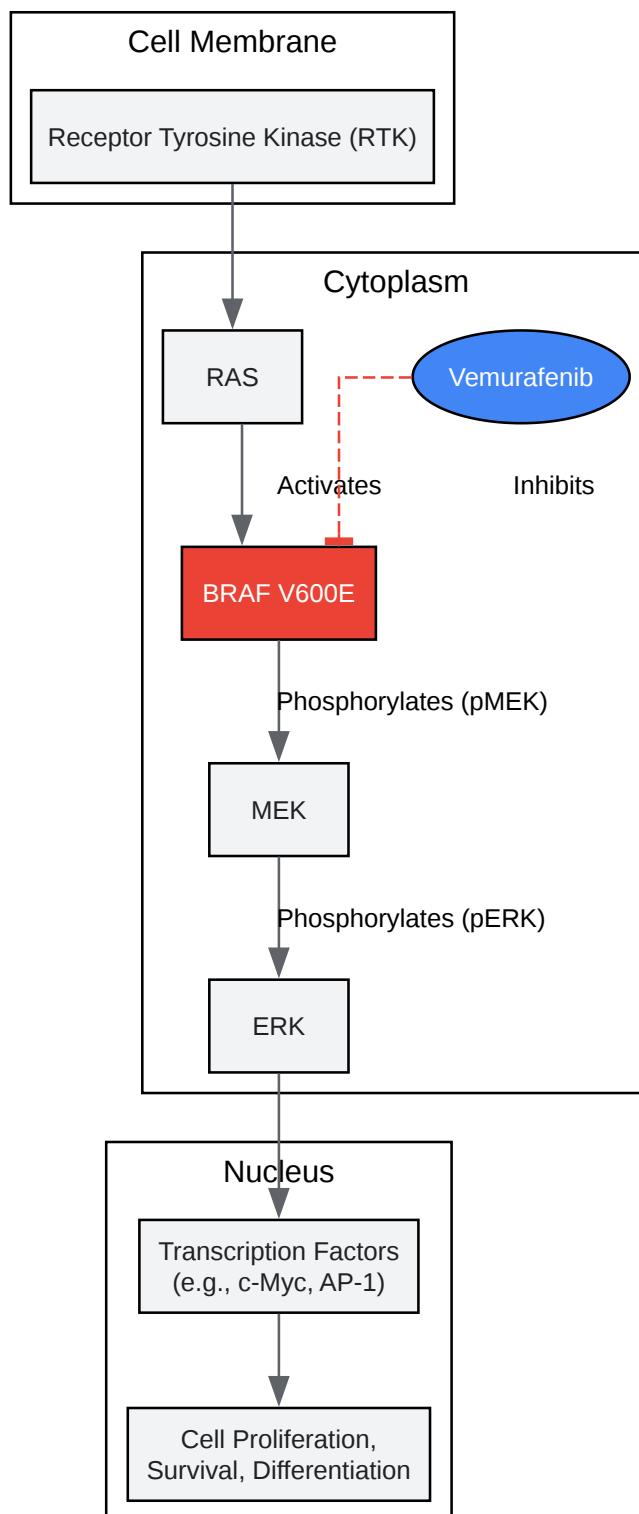 Cell Membrane
Receptor Tyrosine Kinase (RTK)
Cytoplasm
RAS
Vemurafenib
Activates
Inhibits
BRAF V600E
Phosphorylates (pMEK)
MEK
Phosphorylates (pERK)
ERK
Nucleus
Transcription Factors
(e.g., c-Myc, AP-1)
Cell Proliferation,
Survival, Differentiation